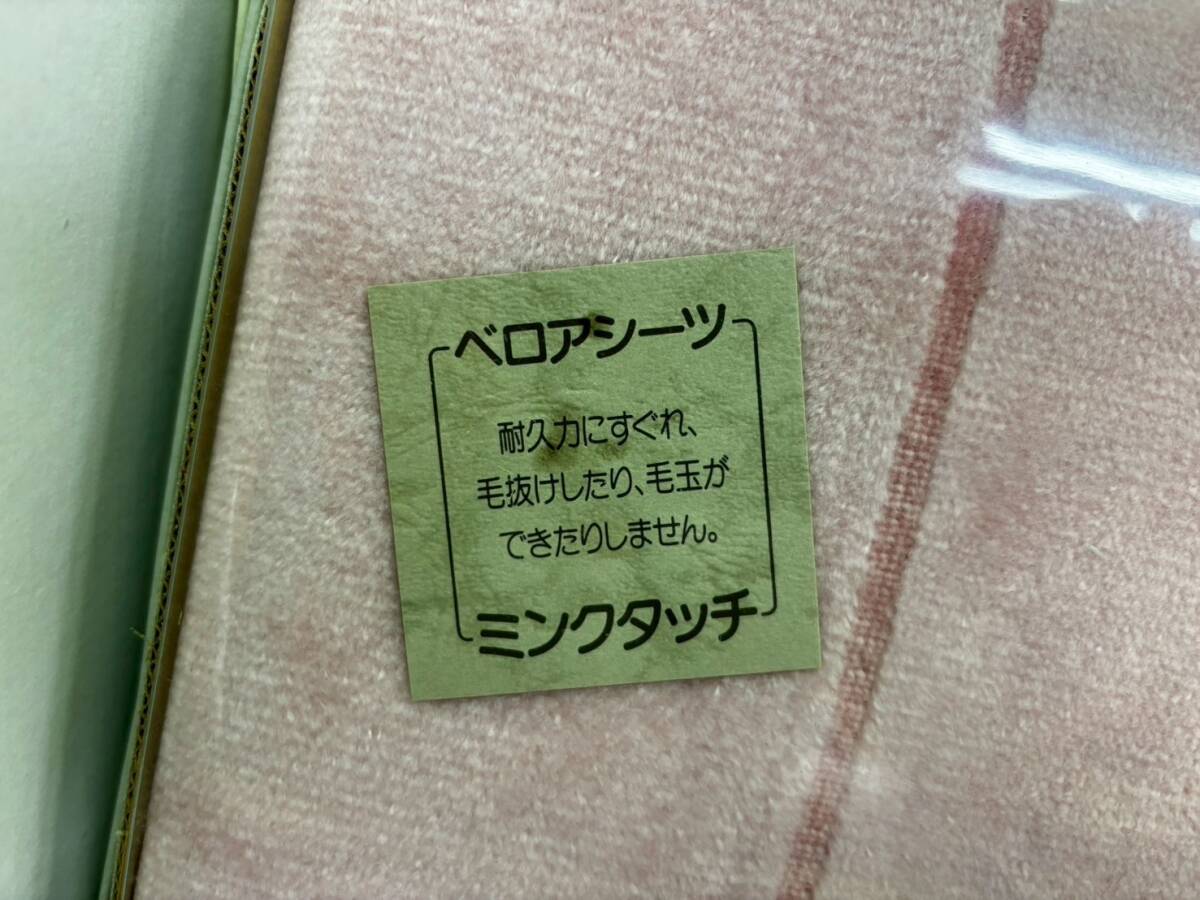 ベロアシーツ
耐久力にすぐれ、
毛抜けしたり、毛玉が
できたりしません。
ミンクタッチ